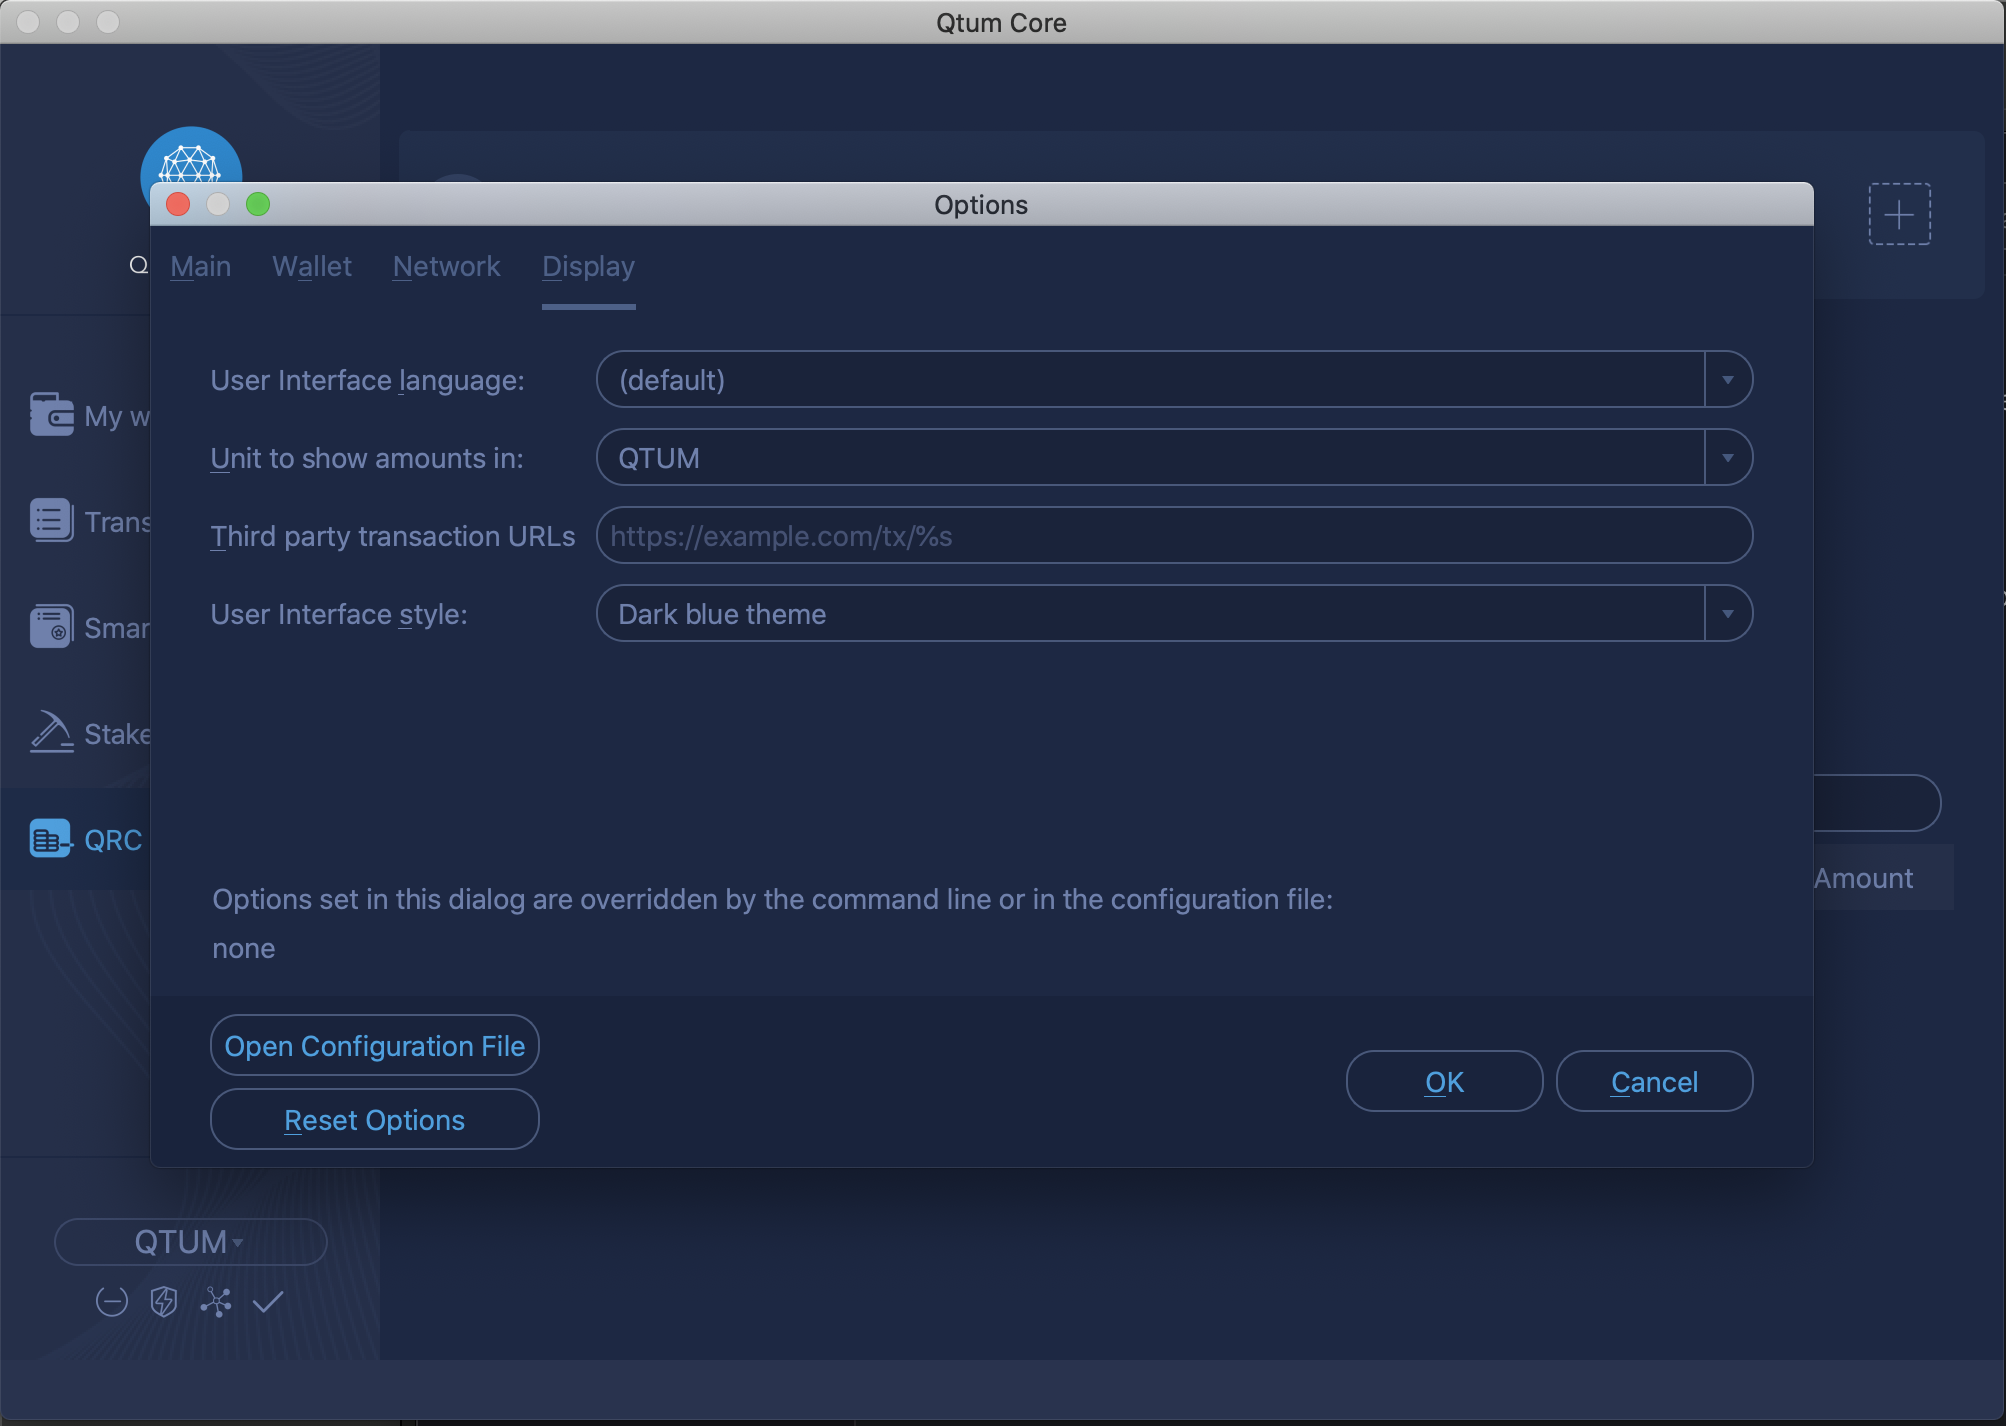 Qtum Core
Options
Main Wallet Network Display
User Interface language: (default)
Unit to show amounts in: QTUM
Third party transaction URLs https://example.com/tx/%s
User Interface style: Dark blue theme
My w
Trans
Smar
Stake
QRC
Amount
Options set in this dialog are overridden by the command line or in the configuration file:
none
Open Configuration File
Reset Options
OK Cancel
QTUM